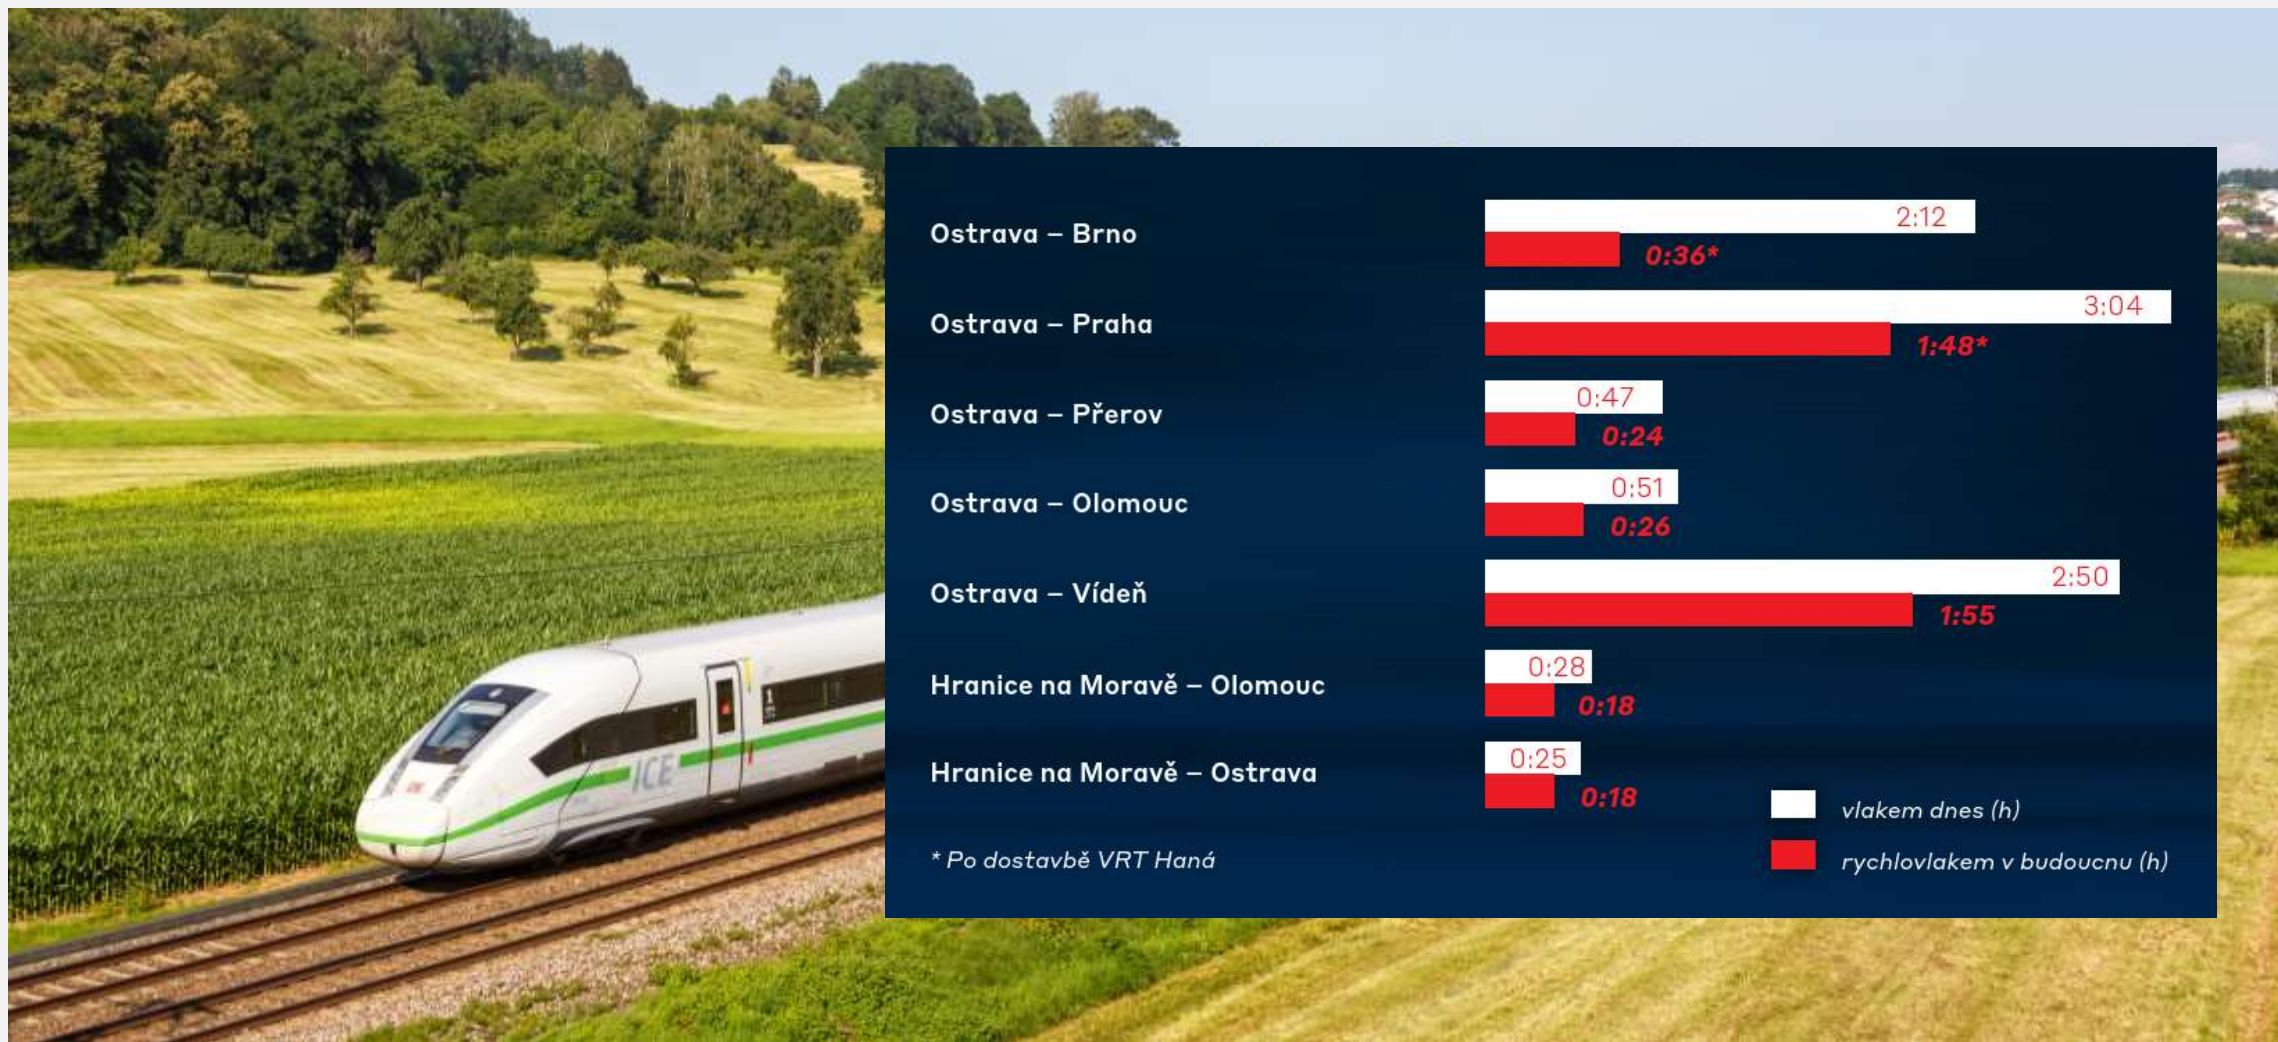 Ostrava – Brno
2:12
0:36*
Ostrava – Praha
3:04
1:48*
Ostrava – Přerov
0:47
0:24
Ostrava – Olomouc
0:51
0:26
Ostrava – Vídeň
2:50
1:55
Hranice na Moravě – Olomouc
0:28
0:18
Hranice na Moravě – Ostrava
0:25
0:18
vlakem dnes (h)
rychlovlakem v budoucnu (h)
* Po dostavbě VRT Haná
ICE